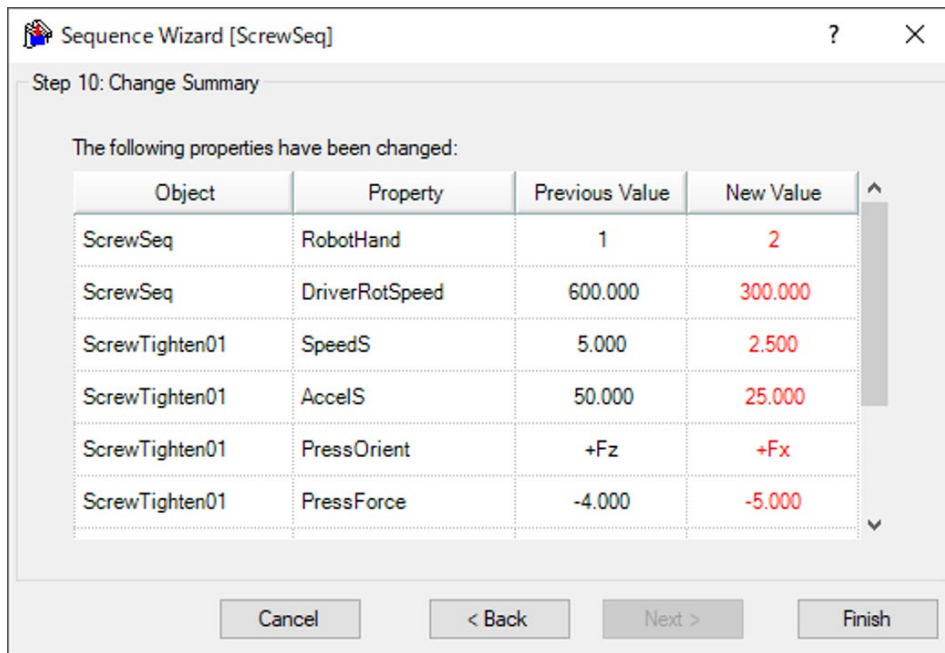 Sequence Wizard [ScrewSeq] ?
Step 10: Change Summary
The following properties have been changed:
Object Property Previous Value New Value
ScrewSeq RobotHand 1 2
ScrewSeq DriverRotSpeed 600.000 300.000
ScrewTighten01 SpeedS 5.000 2.500
ScrewTighten01 AccelS 50.000 25.000
ScrewTighten01 PressOrient +Fz +Fx
ScrewTighten01 PressForce -4.000 -5.000
Cancel < Back Next > Finish